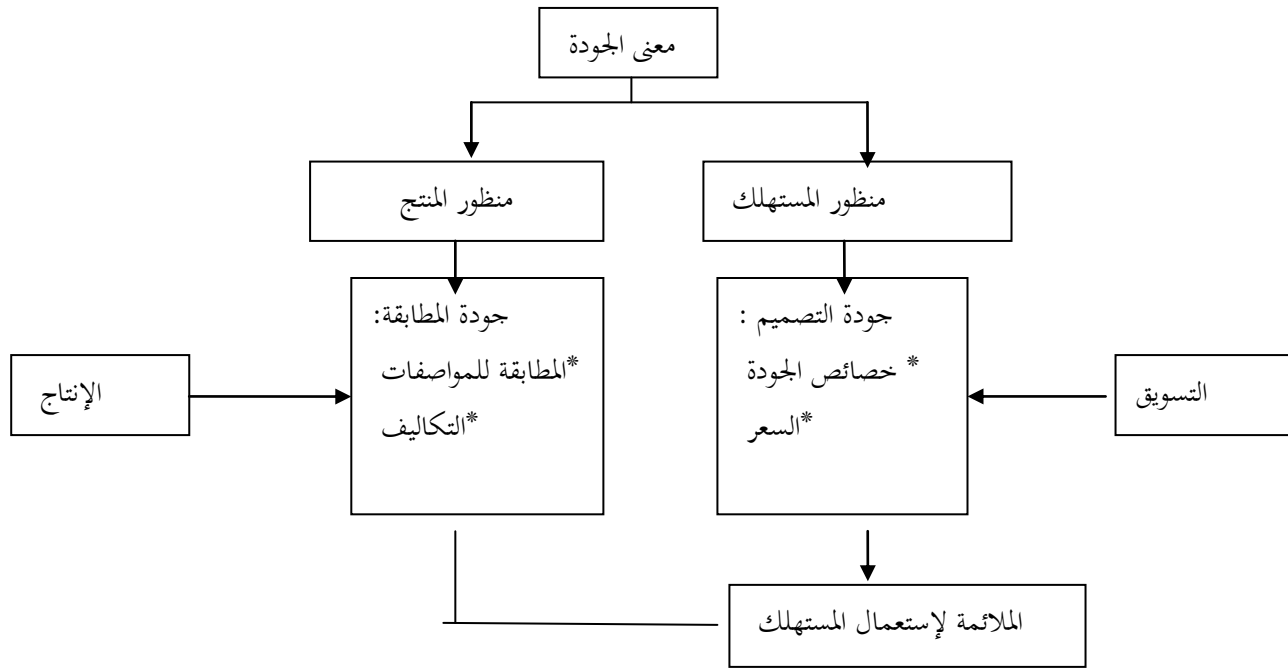 معنى الجودة
منظور المستهلك
منظور المنتج
جودة التصميم :
* خصائص الجودة
*السعر
جودة المطابقة:
*المطابقة للمواصفات
*التكاليف
التسويق
الإنتاج
الملائمة لإستعمال المستهلك